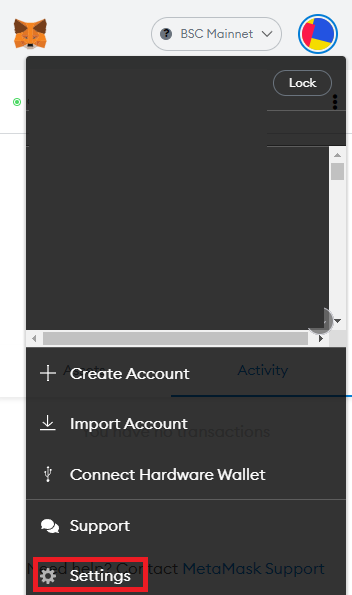 BSC Mainnet
Lock
Create Account
Activity
Import Account
You have no transactions
Connect Hardware Wallet
Support
Need help? Contact MetaMask Support
Settings